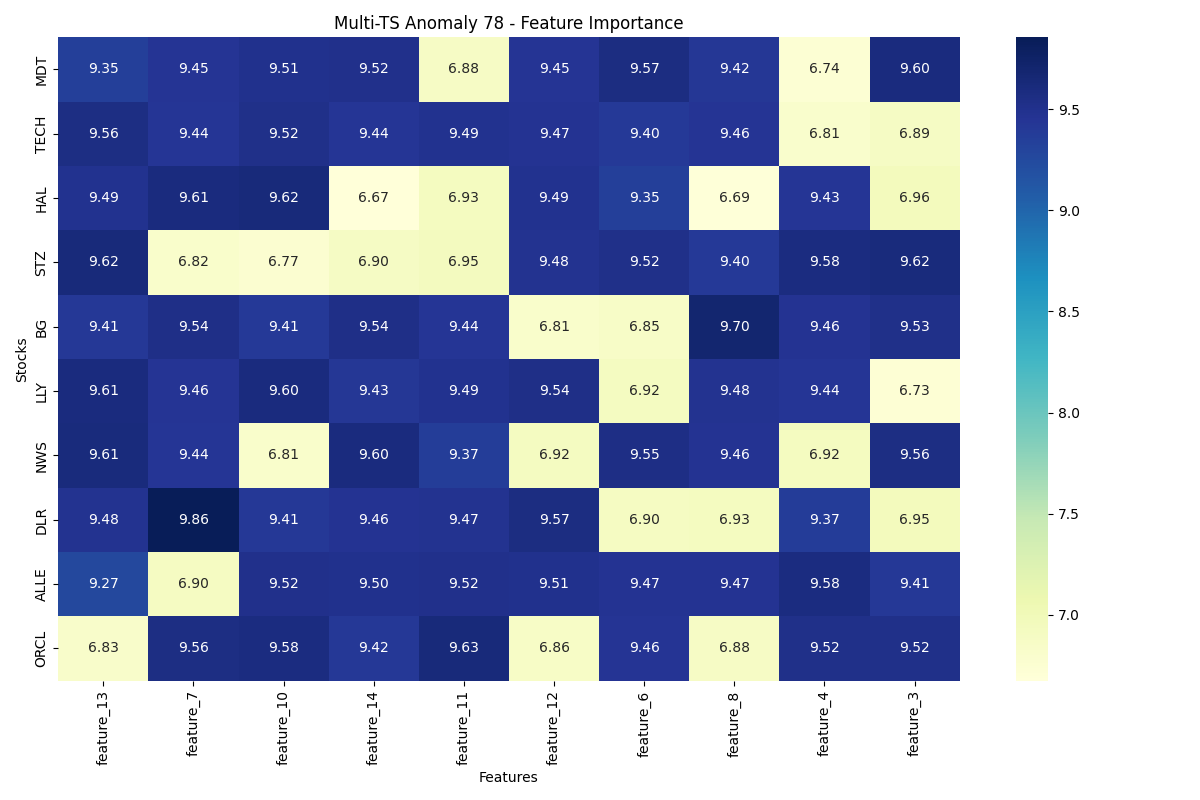 Multi-TS Anomaly 78 - Feature Importance
Stocks
MDT 9.35 9.45 9.51 9.52 6.88 9.45 9.57 9.42 6.74 9.60
TECH 9.56 9.44 9.52 9.44 9.49 9.47 9.40 9.46 6.81 6.89
HAL 9.49 9.61 9.62 6.67 6.93 9.49 9.35 6.69 9.43 6.96
STZ 9.62 6.82 6.77 6.90 6.95 9.48 9.52 9.40 9.58 9.62
BG 9.41 9.54 9.41 9.54 9.44 6.81 6.85 9.70 9.46 9.53
LLY 9.61 9.46 9.60 9.43 9.49 9.54 6.92 9.48 9.44 6.73
NWS 9.61 9.44 6.81 9.60 9.37 6.92 9.55 9.46 6.92 9.56
DLR 9.48 9.86 9.41 9.46 9.47 9.57 6.90 6.93 9.37 6.95
ALLE 9.27 6.90 9.52 9.50 9.52 9.51 9.47 9.47 9.58 9.41
ORCL 6.83 9.56 9.58 9.42 9.63 6.86 9.46 6.88 9.52 9.52
feature_13 feature_7 feature_10 feature_14 feature_11 feature_12 feature_6 feature_8 feature_4 feature_3
Features
9.5
9.0
8.5
8.0
7.5
7.0